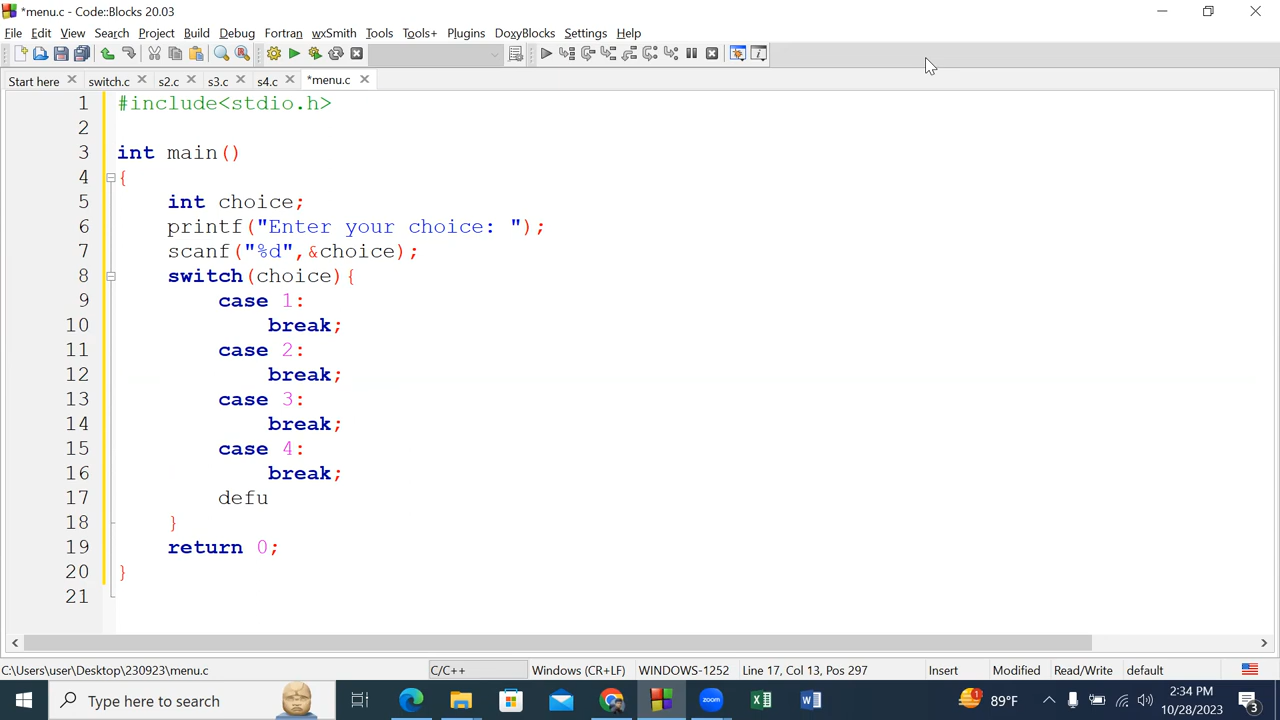 *menu.c - Code::Blocks 20.03
File Edit View Search Project Build Debug Fortran wxSmith Tools Tools+ Plugins DoxyBlocks Settings Help
Start here switch.c s2.c s3.c s4.c *menu.c
1 #include<stdio.h>
2
3 int main()
4 {
5 int choice;
6 printf("Enter your choice: ");
7 scanf("%d",&choice);
8 switch(choice){
9 case 1:
10 break;
11 case 2:
12 break;
13 case 3:
14 break;
15 case 4:
16 break;
17 defu
18 }
19 return 0;
20 }
21
C:\Users\user\Desktop\230923\menu.c C/C++ Windows (CR+LF) WINDOWS-1252 Line 17, Col 13, Pos 297 Insert Modified Read/Write default
Type here to search 89°F 2:34 PM
10/28/2023 3